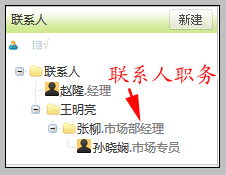 联系人 新建
联系人
赵隆.经理
联系人职务
王明亮
张柳.市场部经理
孙晓娴.市场专员